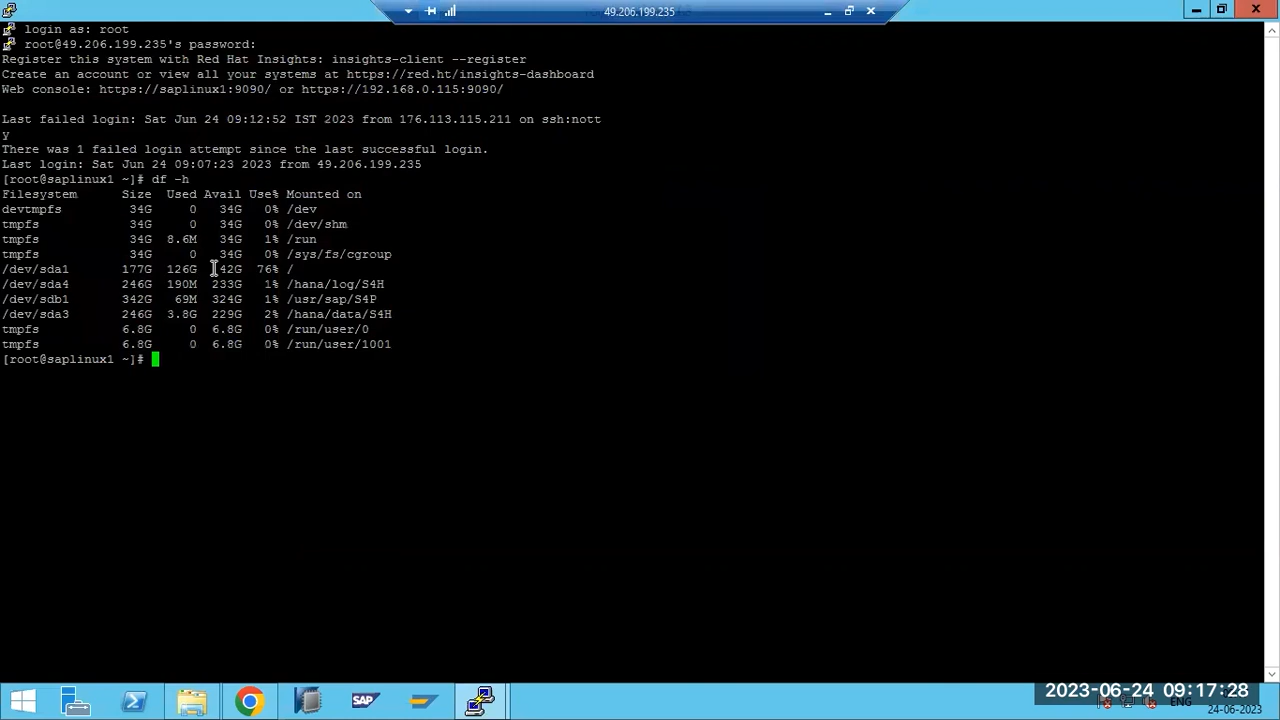 49.206.199.235
login as: root
root@49.206.199.235's password:
Register this system with Red Hat Insights: insights-client --register
Create an account or view all your systems at https://red.ht/insights-dashboard
Web console: https://saplinux1:9090/ or https://192.168.0.115:9090/
Last failed login: Sat Jun 24 09:12:52 IST 2023 from 176.113.115.211 on ssh:nott
y
There was 1 failed login attempt since the last successful login.
Last login: Sat Jun 24 09:07:23 2023 from 49.206.199.235
[root@saplinux1 ~]# df -h
Filesystem Size Used Avail Use% Mounted on
devtmpfs 34G 0 34G 0% /dev
tmpfs 34G 0 34G 0% /dev/shm
tmpfs 34G 8.6M 34G 1% /run
tmpfs 34G 0 34G 0% /sys/fs/cgroup
/dev/sda1 177G 126G 42G 76% /
/dev/sda4 246G 190M 233G 1% /hana/log/S4H
/dev/sdb1 342G 69M 324G 1% /usr/sap/S4P
/dev/sda3 246G 3.8G 229G 2% /hana/data/S4H
tmpfs 6.8G 0 6.8G 0% /run/user/0
tmpfs 6.8G 0 6.8G 0% /run/user/1001
[root@saplinux1 ~]#
SAP
2023-06-24 09:17:28
ENG
24-06-2023